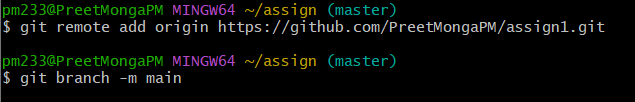 pm233@PreetMongaPM MINGW64 ~/assign (master)
$ git remote add origin https://github.com/PreetMongaPM/assign1.git
pm233@PreetMongaPM MINGW64 ~/assign (master)
$ git branch -m main